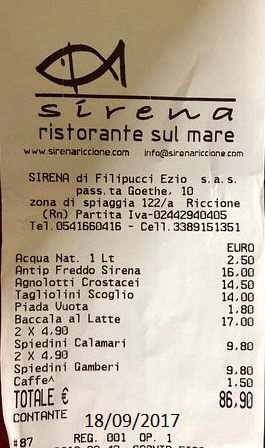 sirena
ristorante sul mare
www.sirenariccione.com info@sirenariccione.com
SIRENA di Filipucci Ezio s.a.s.
pass.ta Goethe, 10
zona di spiaggia 122/a Riccione
(Rn) Partita Iva-02442940405
Tel.0541660416 - Cell.3389151351
EURO
Acqua Nat. 1 Lt 2,50
Antip Freddo Sirena 16,00
Agnolotti Crostacei 14,50
Tagliolini Scoglio 14,00
Piada Vuota 1,80
Baccala al Latte 17,00
2 X 4,90
Spiedini Calamari 9,80
2 X 4,90
Spiedini Gamberi 9,80
Caffe^ 1,50
TOTALE € 86,90
CONTANTE
18/09/2017
#87 REG. 001 OP. 1